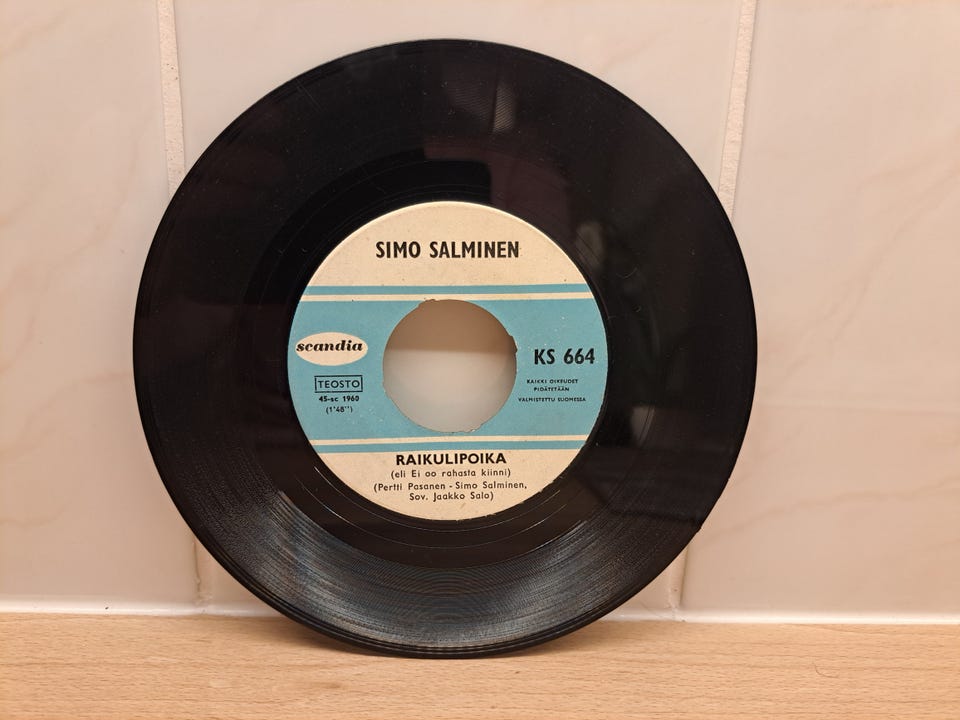 SIMO SALMINEN
scandia
TEOSTO
45-sc 1960
(1'48'')
KS 664
KAIKKI OIKEUDET
PIDÄTETÄÄN
VALMISTETTU SUOMESSA
RAIKULIPOIKA
(eli Ei oo rahasta kiinni)
(Pertti Pasanen - Simo Salminen,
Sov. Jaakko Salo)